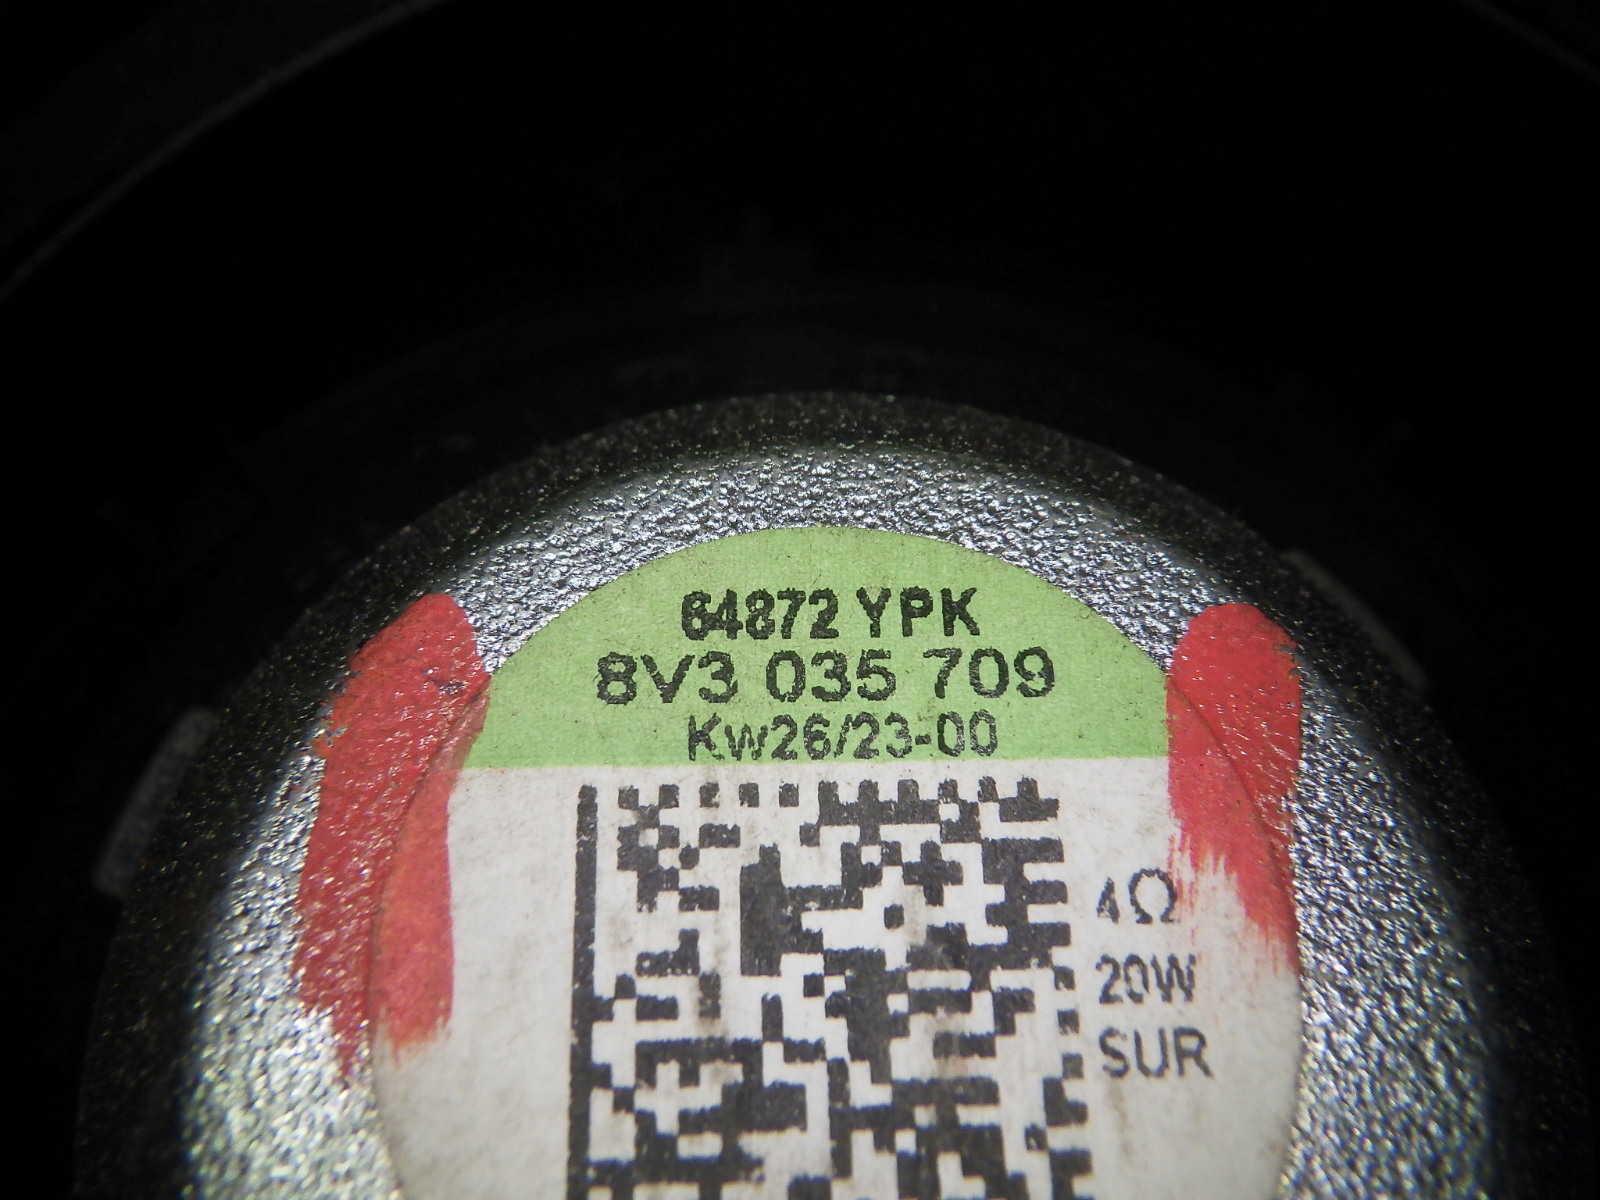 64872 YPK
8V3 035 709
KW26/23-00
4Ω
20W
SUR